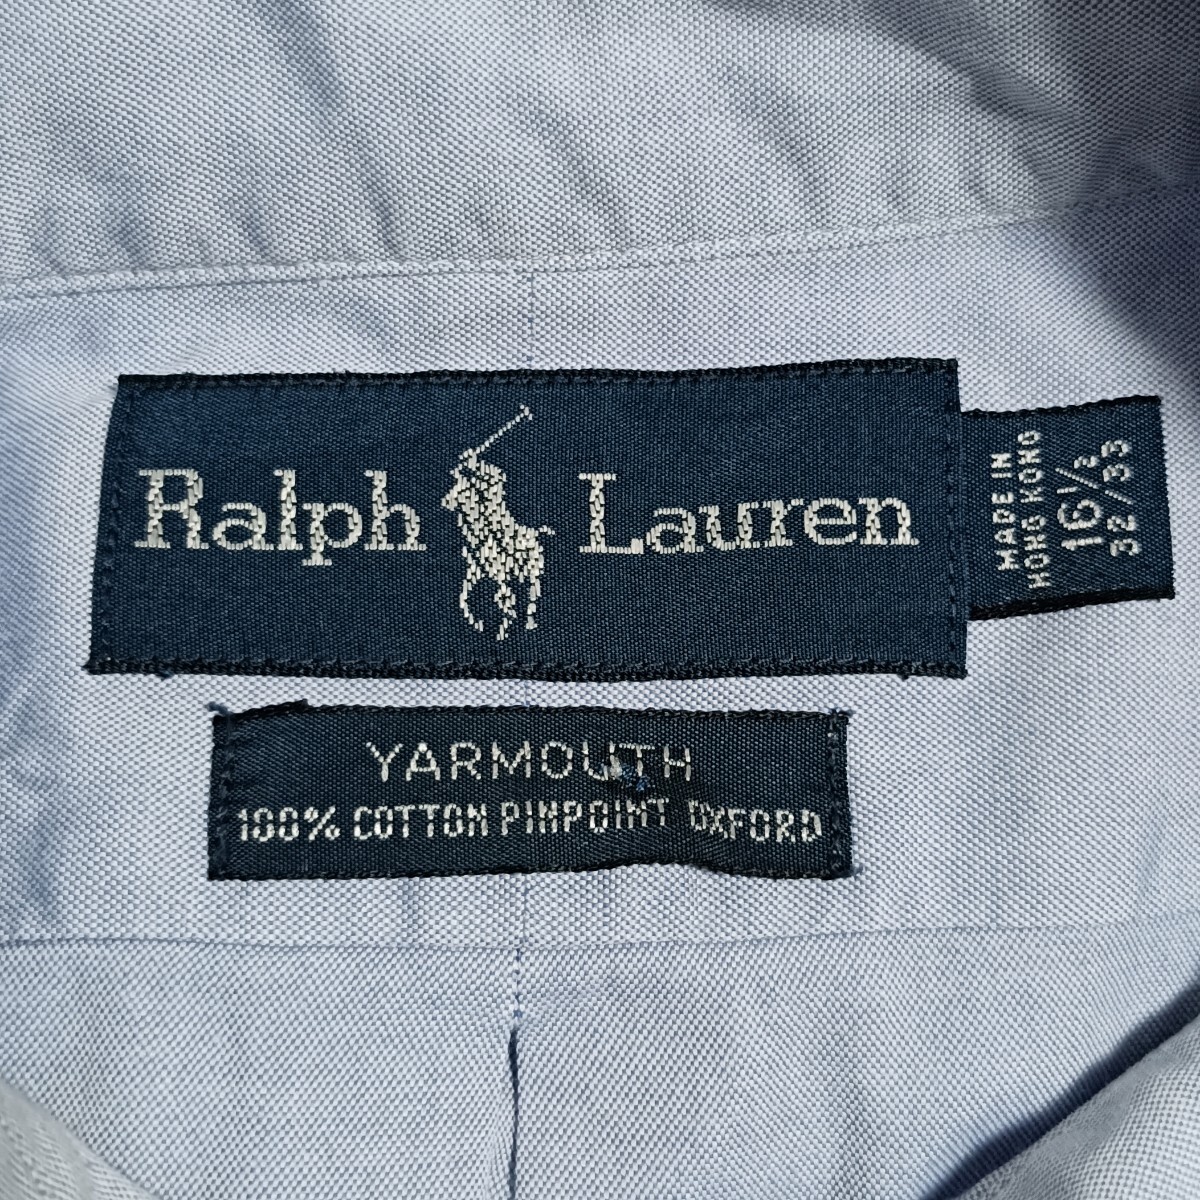 Ralph Lauren
MADE IN
HONG KONG
16 1/2
32/33
YARMOUTH
100% COTTON PINPOINT OXFORD